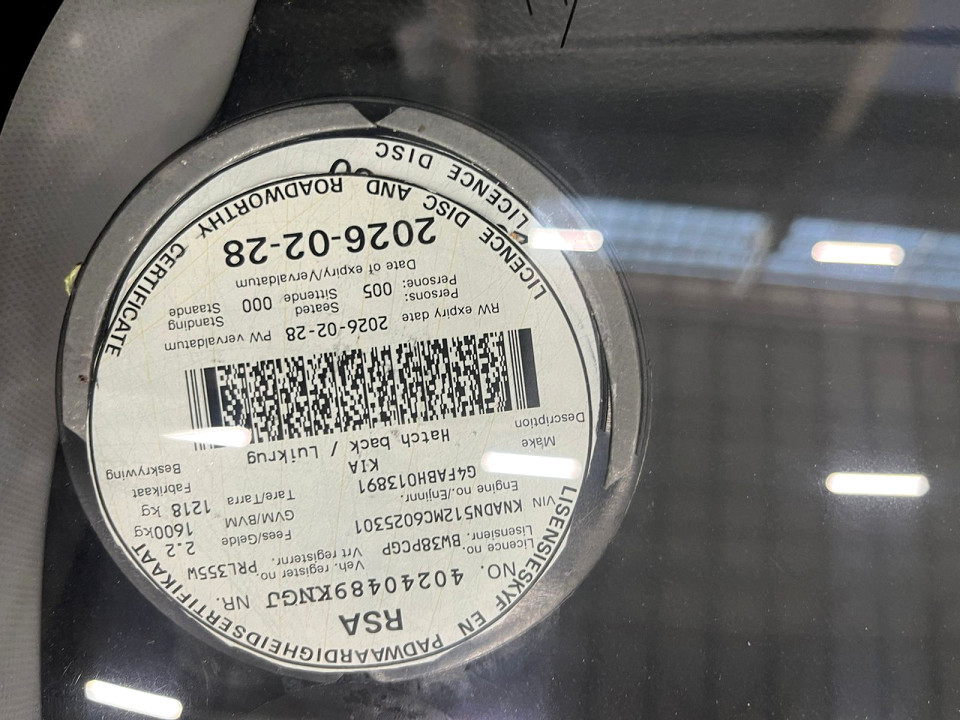 LISENSIESKYF EN PADWAARDIGHEIDSERTIFIKAAT
RSA
NO. 40240489KNGJ NR.
Licence no. Lisensienr. BW38PCGP
Veh. register no. Vrt registernr. PRL355W
VIN KNADN512MC6025301
Fees/Gelde 2.2
Engine no./Enjinnr. G4FABH013891
GVM/BVM 1600kg
Tare/Tarra 1218 kg
Make KIA Fabrikaat
Description Hatch back / Luikrug Beskrywing
RW expiry date 2026-02-28 PW vervaldatum
Persons: Persone: 005 Seated Sittende 000 Standing Staande
Date of expiry/Vervaldatum
2026-02-28
LICENCE DISC AND ROADWORTHY CERTIFICATE
LICENCE DISC